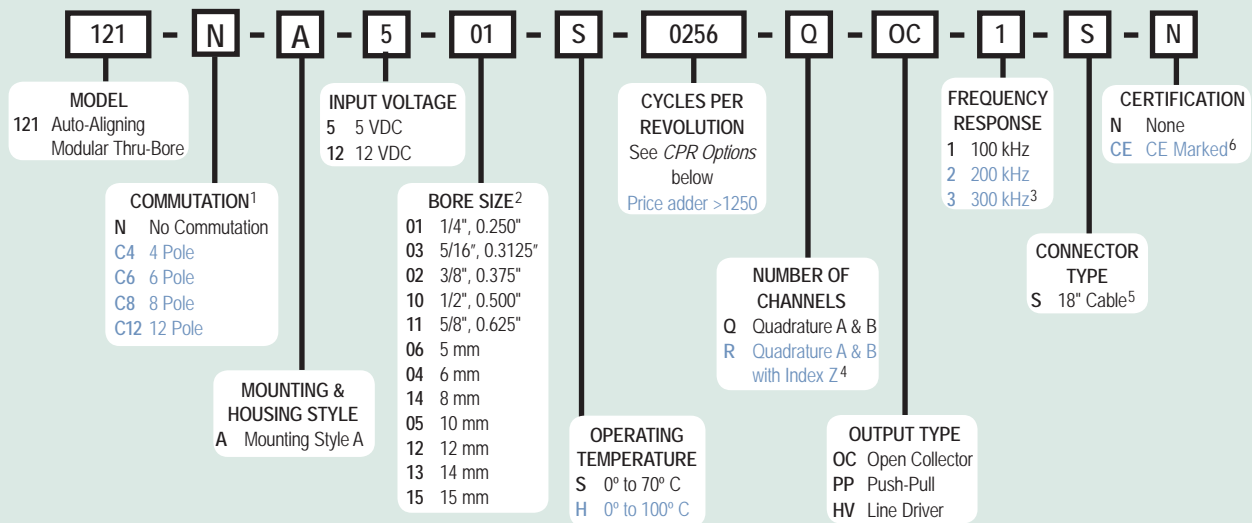 121 - N - A - 5 - 01 - S - 0256 - Q - OC - 1 - S - N
MODEL
121 Auto-Aligning
Modular Thru-Bore
COMMUTATION1
N No Commutation
C4 4 Pole
C6 6 Pole
C8 8 Pole
C12 12 Pole
MOUNTING &
HOUSING STYLE
A Mounting Style A
INPUT VOLTAGE
5 5 VDC
12 12 VDC
BORE SIZE2
01 1/4", 0.250"
03 5/16", 0.3125"
02 3/8", 0.375"
10 1/2", 0.500"
11 5/8", 0.625"
06 5 mm
04 6 mm
14 8 mm
05 10 mm
12 12 mm
13 14 mm
15 15 mm
OPERATING
TEMPERATURE
S 0º to 70º C
H 0º to 100º C
CYCLES PER
REVOLUTION
See CPR Options
below
Price adder >1250
NUMBER OF
CHANNELS
Q Quadrature A & B
R Quadrature A & B
with Index Z4
OUTPUT TYPE
OC Open Collector
PP Push-Pull
HV Line Driver
FREQUENCY
RESPONSE
1 100 kHz
2 200 kHz
3 300 kHz3
CONNECTOR
TYPE
S 18" Cable5
CERTIFICATION
N None
CE CE Marked6